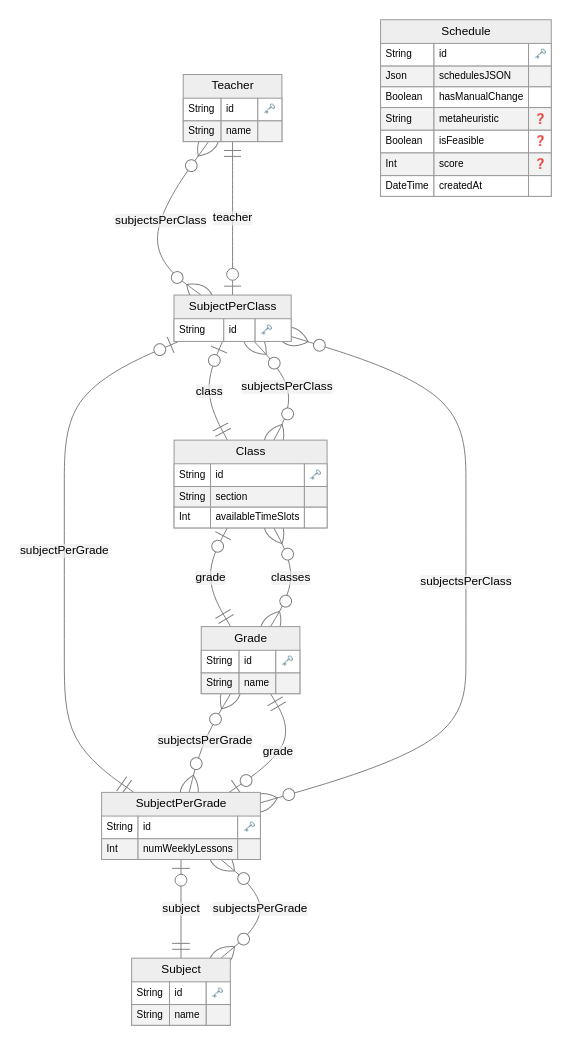 Schedule
String id 🗝️
Json schedulesJSON
Boolean hasManualChange
String metaheuristic ❓
Boolean isFeasible ❓
Int score ❓
DateTime createdAt
Teacher
String id 🗝️
String name
subjectsPerClass teacher
SubjectPerClass
String id 🗝️
class subjectsPerClass
Class
String id 🗝️
String section
Int availableTimeSlots
subjectPerGrade
grade classes
subjectsPerClass
Grade
String id 🗝️
String name
subjectsPerGrade
grade
SubjectPerGrade
String id 🗝️
Int numWeeklyLessons
subject subjectsPerGrade
Subject
String id 🗝️
String name